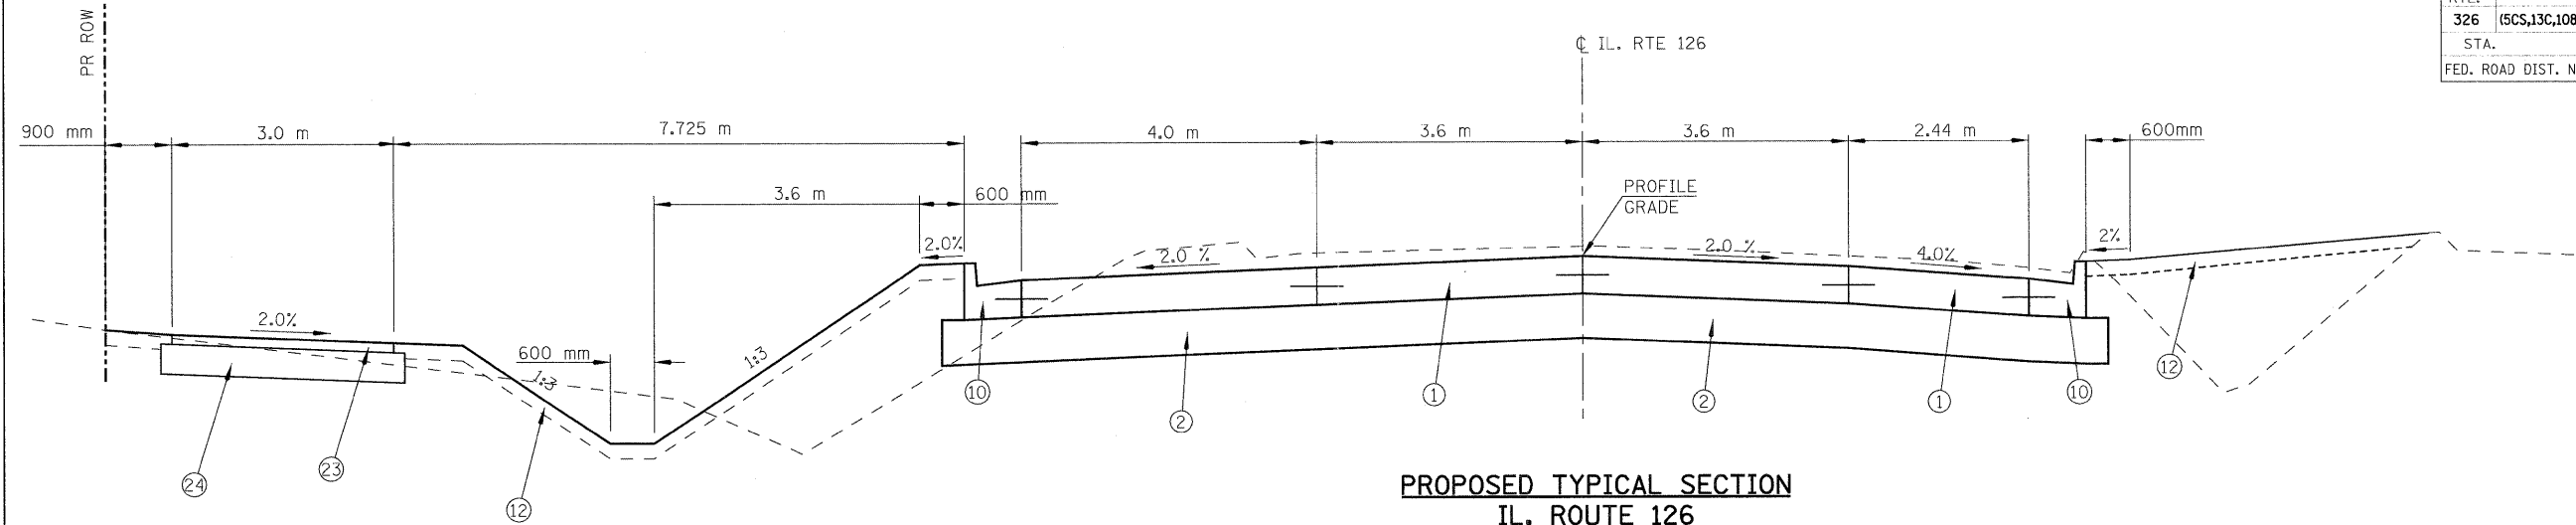 RTE.
326 (5CS,13C,108
STA.
FED. ROAD DIST. N
PR ROW
℄ IL. RTE 126
900 mm
3.0 m
7.725 m
4.0 m
3.6 m
3.6 m
2.44 m
600mm
3.6 m
600 mm
PROFILE
GRADE
2.0%
2.0 %
2.0 %
4.0%
2%
2.0%
600 mm
1:3
1:3
24
23
12
10
2
1
2
1
10
12
PROPOSED TYPICAL SECTION
IL. ROUTE 126